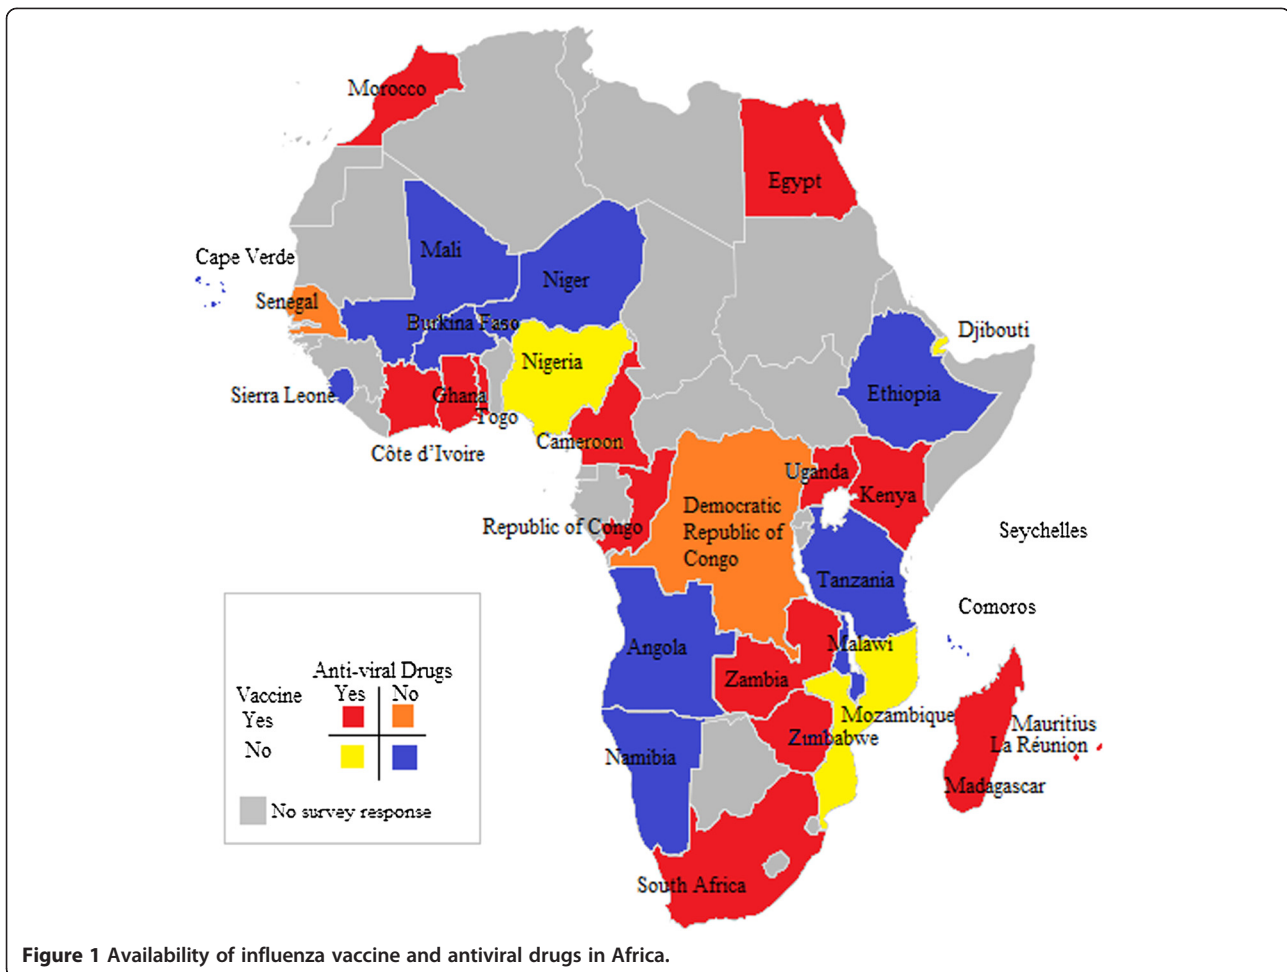 Morocco
Egypt
Mali
Cape Verde
Niger
Senegal
Burkina Faso
Djibouti
Nigeria
Sierra Leone
Ghana
Ethiopia
Togo
Cameroon
Côte d’Ivoire
Uganda
Kenya
Democratic
Republic of
Congo
Republic of Congo
Seychelles
Tanzania
Comoros
Angola
Malawi
Zambia
Mozambique
Mauritius
Zimbabwe
La Réunion
Namibia
Madagascar
South Africa
Anti-viral Drugs
Vaccine
Yes
No
Yes
No
No survey response
Figure 1 Availability of influenza vaccine and antiviral drugs in Africa.